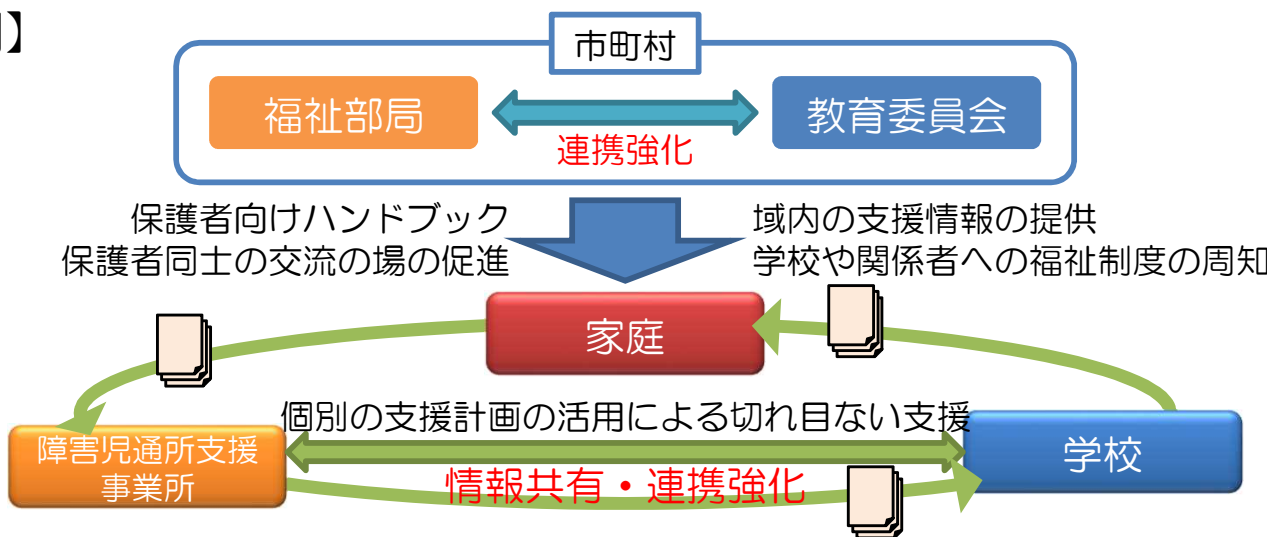 】
市町村
福祉部局
教育委員会
連携強化
保護者向けハンドブック
保護者同士の交流の場の促進
域内の支援情報の提供
学校や関係者への福祉制度の周知
家庭
個別の支援計画の活用による切れ目ない支援
障害児通所支援
事業所
学校
情報共有・連携強化